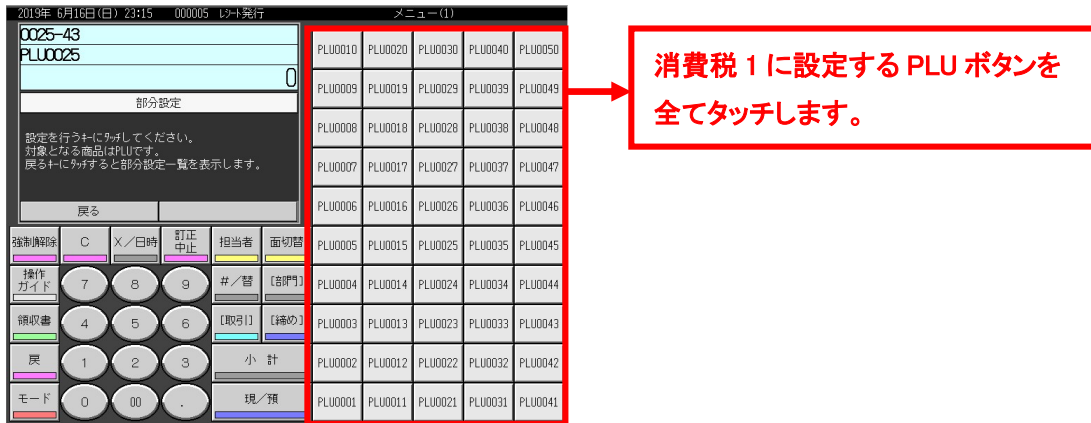 2019年 6月16日(日) 23:15 000005 ﾚｼｰﾄ発行 メニュー(1)
0025-43
PLU0025
0
部分設定
設定を行うｷｰにﾀｯﾁしてください。
対象となる商品はPLUです。
戻るｷｰにﾀｯﾁすると部分設定一覧を表示します。
戻る
強制解除 C X／日時 訂正中止 担当者 面切替
操作ガイド 7 8 9 #／替 [部門]
領収書 4 5 6 [取引] [締め]
戻 1 2 3 小 計
モード 0 00 . 現／預
PLU0010 PLU0020 PLU0030 PLU0040 PLU0050
PLU0009 PLU0019 PLU0029 PLU0039 PLU0049
PLU0008 PLU0018 PLU0028 PLU0038 PLU0048
PLU0007 PLU0017 PLU0027 PLU0037 PLU0047
PLU0006 PLU0016 PLU0026 PLU0036 PLU0046
PLU0005 PLU0015 PLU0025 PLU0035 PLU0045
PLU0004 PLU0014 PLU0024 PLU0034 PLU0044
PLU0003 PLU0013 PLU0023 PLU0033 PLU0043
PLU0002 PLU0012 PLU0022 PLU0032 PLU0042
PLU0001 PLU0011 PLU0021 PLU0031 PLU0041
消費税 1 に設定する PLU ボタンを
全てタッチします。